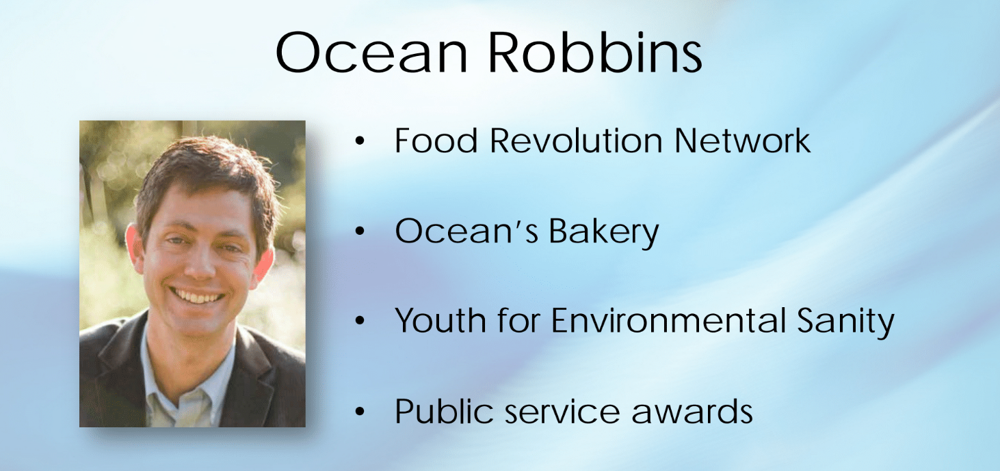 Ocean Robbins
• Food Revolution Network
• Ocean's Bakery
• Youth for Environmental Sanity
• Public service awards